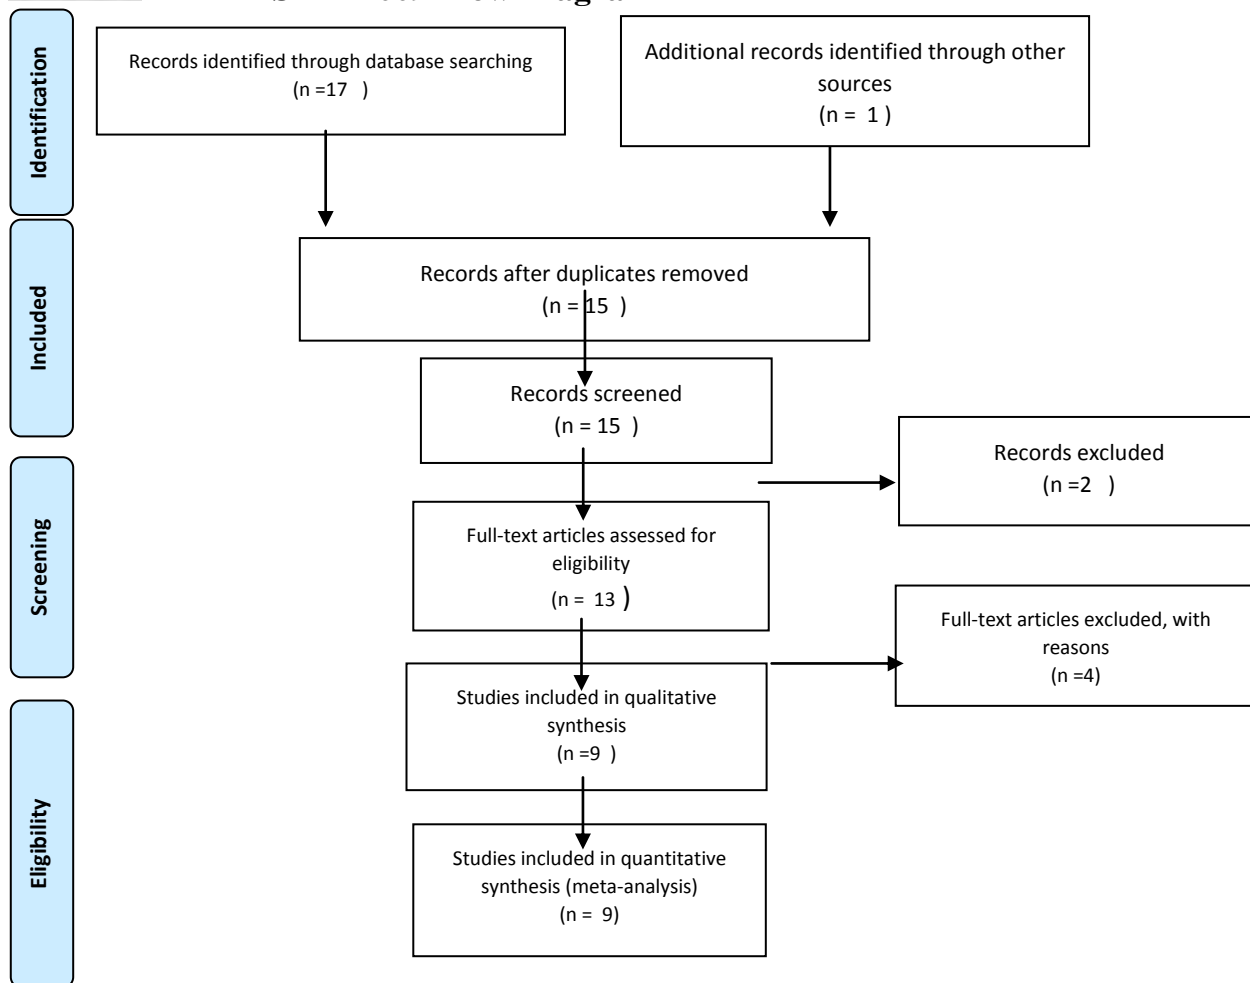 Identification
Records identified through database searching
(n =17 )
Additional records identified through other
sources
(n = 1 )
Included
Records after duplicates removed
(n = 15 )
Records screened
(n = 15 )
Records excluded
(n =2 )
Screening
Full-text articles assessed for
eligibility
(n = 13 )
Full-text articles excluded, with
reasons
(n =4)
Studies included in qualitative
synthesis
(n =9 )
Eligibility
Studies included in quantitative
synthesis (meta-analysis)
(n = 9)